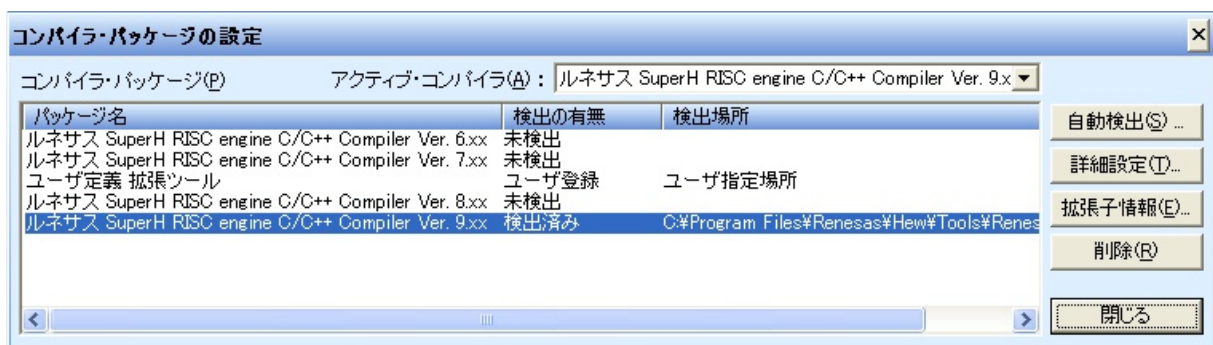 コンパイラ・パッケージの設定
コンパイラ・パッケージ(P) アクティブ・コンパイラ(A)： ルネサス SuperH RISC engine C/C++ Compiler Ver. 9.x
パッケージ名 検出の有無 検出場所
ルネサス SuperH RISC engine C/C++ Compiler Ver. 6.xx 未検出
ルネサス SuperH RISC engine C/C++ Compiler Ver. 7.xx 未検出
ユーザ定義 拡張ツール ユーザ登録 ユーザ指定場所
ルネサス SuperH RISC engine C/C++ Compiler Ver. 8.xx 未検出
ルネサス SuperH RISC engine C/C++ Compiler Ver. 9.xx 検出済み C:¥Program Files¥Renesas¥Hew¥Tools¥Renes
自動検出(S) ...
詳細設定(T)...
拡張子情報(E)...
削除(R)
閉じる